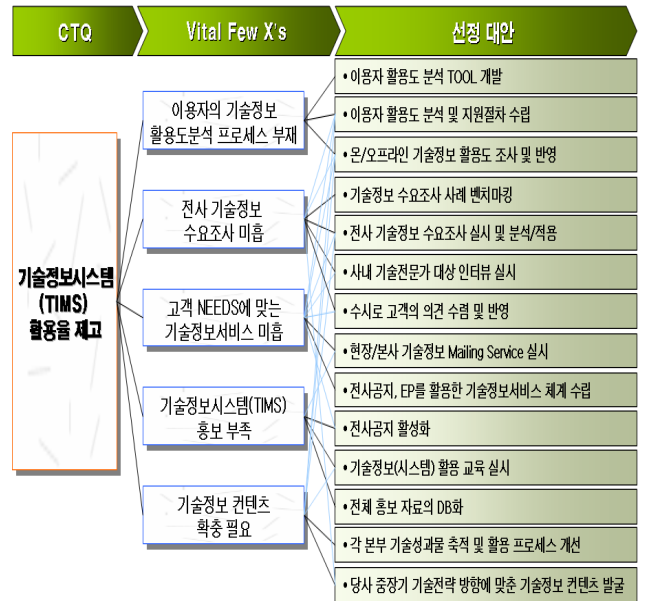 CTQ
Vital Few X's
선정 대안
기술정보시스템
(TIMS)
활용율 제고
이용자의 기술정보
활용도분석 프로세스 부재
전사 기술정보
수요조사 미흡
고객 NEEDS에 맞는
기술정보서비스 미흡
기술정보시스템(TIMS)
홍보 부족
기술정보 컨텐츠
확충 필요
• 이용자 활용도 분석 TOOL 개발
• 이용자 활용도 분석 및 지원절차 수립
• 온/오프라인 기술정보 활용도 조사 및 반영
• 기술정보 수요조사 사례 벤치마킹
• 전사 기술정보 수요조사 실시 및 분석/적용
• 사내 기술전문가 대상 인터뷰 실시
• 수시로 고객의 의견 수렴 및 반영
• 현장/본사 기술정보 Mailing Service 실시
• 전사공지, EP를 활용한 기술정보서비스 체계 수립
• 전사공지 활성화
• 기술정보(시스템) 활용 교육 실시
• 전체 홍보 자료의 DB화
• 각 본부 기술성과물 축적 및 활용 프로세스 개선
• 당사 중장기 기술전략 방향에 맞춘 기술정보 컨텐츠 발굴